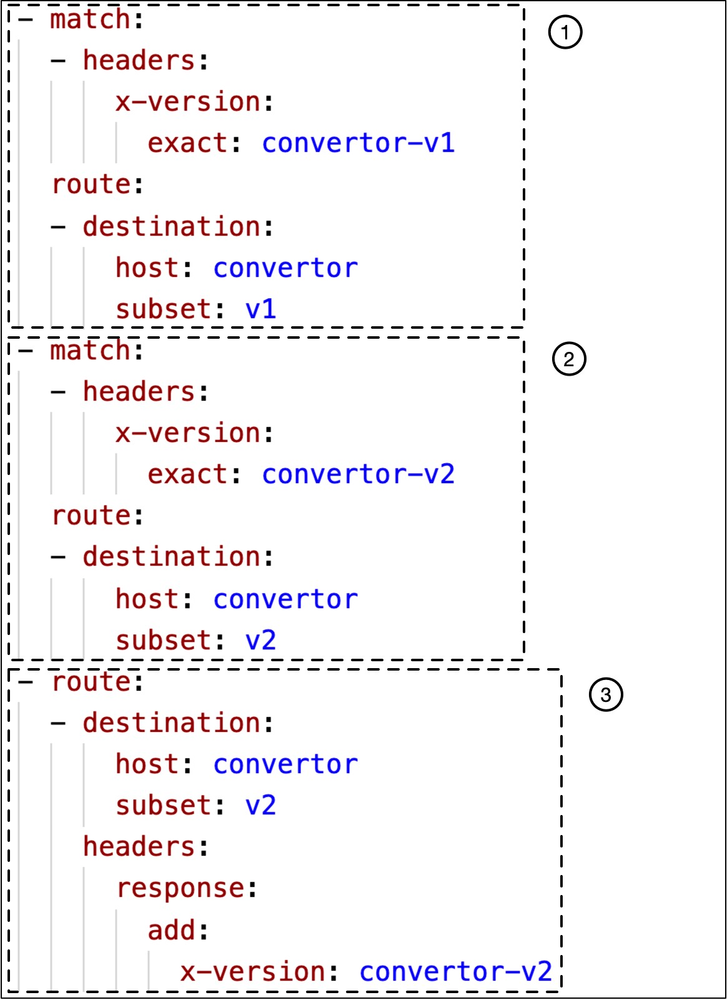 - match:
①
  - headers:
      x-version:
        exact: convertor-v1
  route:
  - destination:
      host: convertor
      subset: v1
- match:
②
  - headers:
      x-version:
        exact: convertor-v2
  route:
  - destination:
      host: convertor
      subset: v2
- route:
③
  - destination:
      host: convertor
      subset: v2
    headers:
      response:
        add:
          x-version: convertor-v2